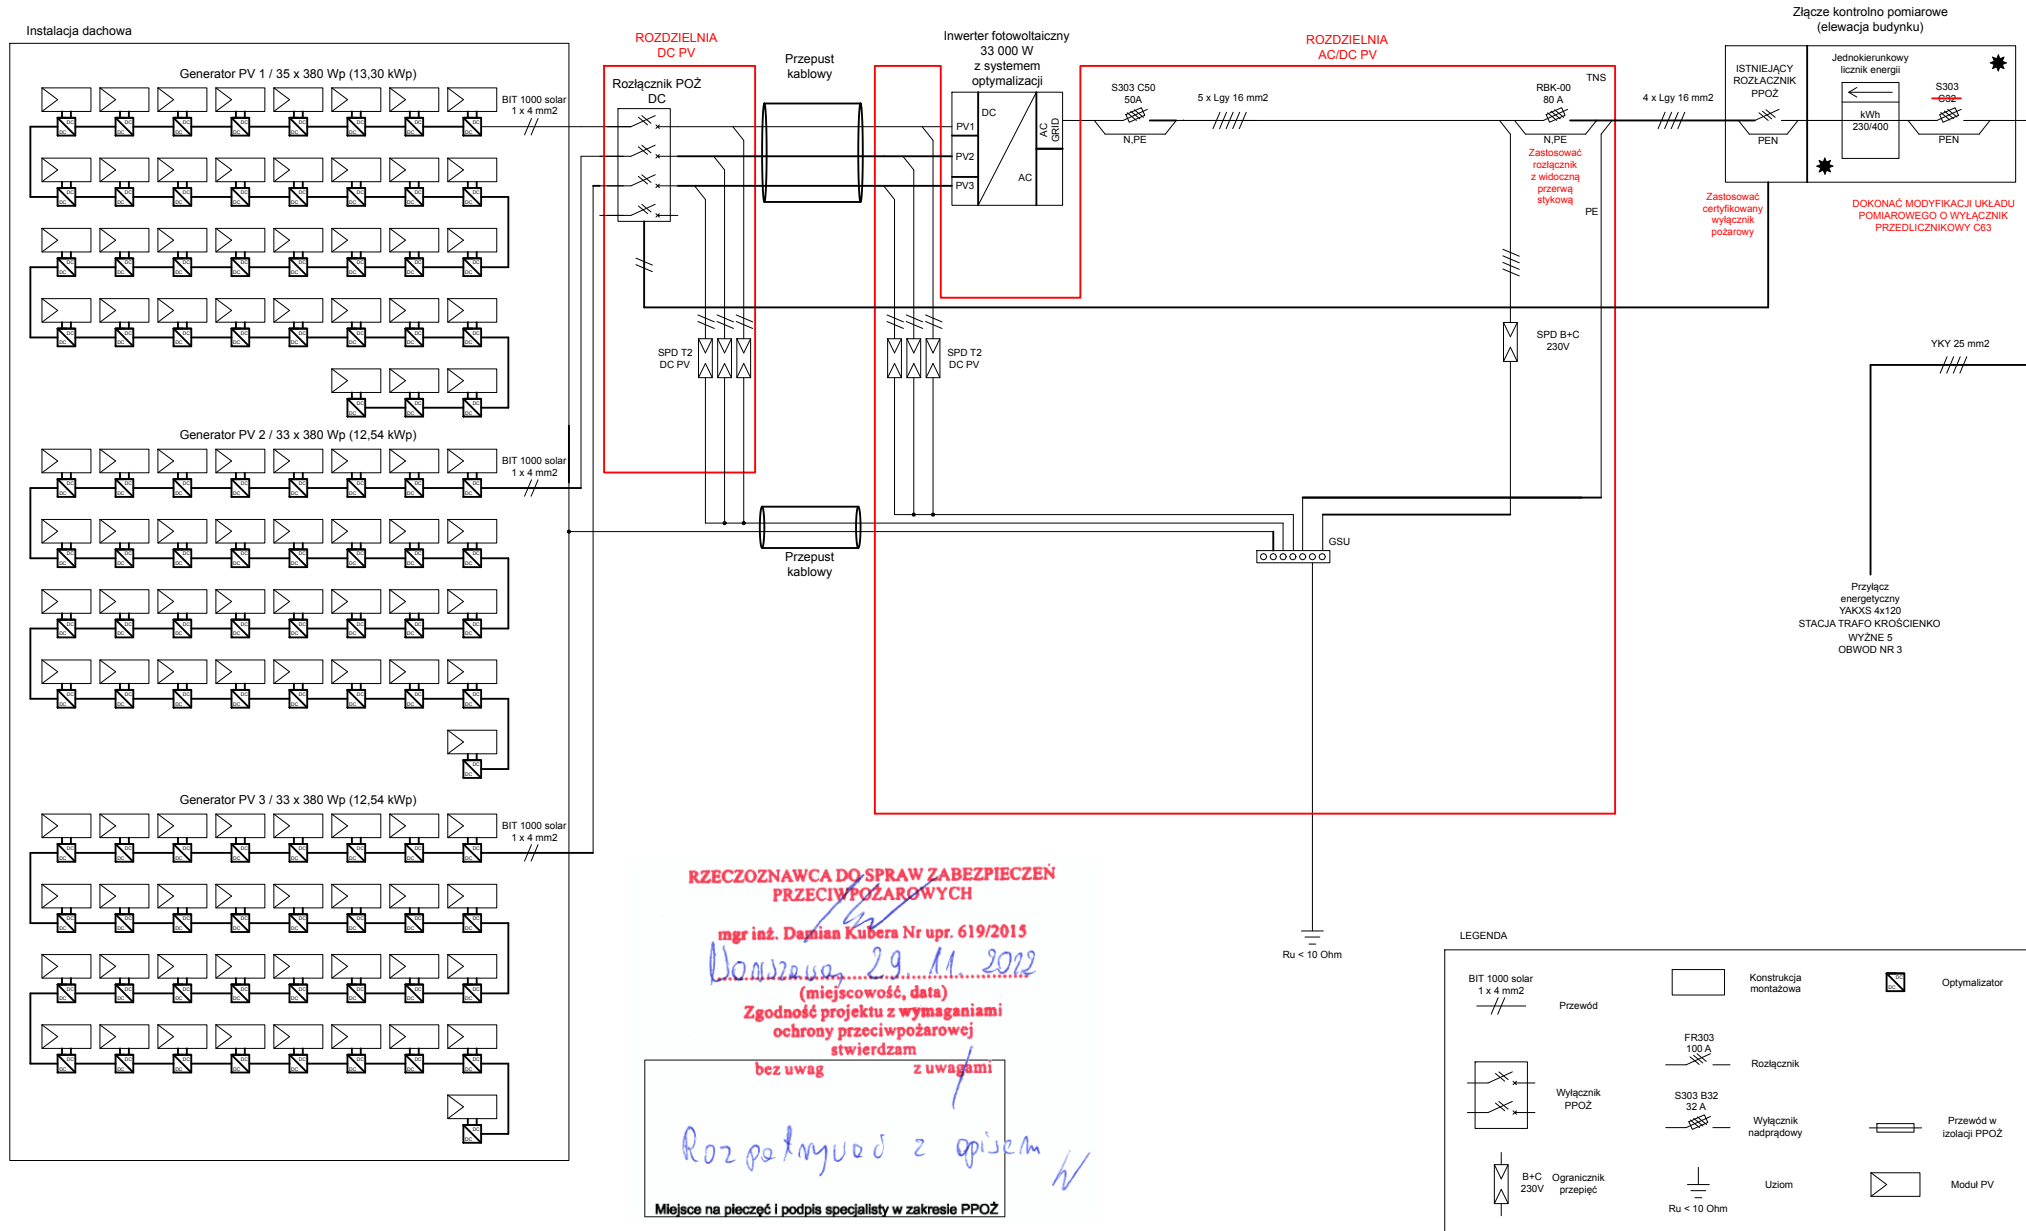 Instalacja dachowa
Generator PV 1 / 35 x 380 Wp (13,30 kWp)
BIT 1000 solar
1 x 4 mm2
Generator PV 2 / 33 x 380 Wp (12,54 kWp)
BIT 1000 solar
1 x 4 mm2
Generator PV 3 / 33 x 380 Wp (12,54 kWp)
BIT 1000 solar
1 x 4 mm2
ROZDZIELNIA
DC PV
Rozłącznik POŻ
DC
SPD T2
DC PV
Przepust
kablowy
Przepust
kablowy
Inwerter fotowoltaiczny
33 000 W
z systemem
optymalizacji
PV1
PV2
PV3
DC
AC
AC
GRID
SPD T2
DC PV
ROZDZIELNIA
AC/DC PV
S303 C50
50A
N,PE
5 x Lgy 16 mm2
TNS
RBK-00
80 A
N,PE
Zastosować
rozłącznik
z widoczną
przerwą
stykową
PE
SPD B+C
230V
GSU
Ru < 10 Ohm
4 x Lgy 16 mm2
Złącze kontrolno pomiarowe
(elewacja budynku)
ISTNIEJĄCY
ROZŁACZNIK
PPOŻ
PEN
Jednokierunkowy
licznik energii
kWh
230/400
S303
C32
PEN
Zastosować
certyfikowany
wyłącznik
pożarowy
DOKONAĆ MODYFIKACJI UKŁADU
POMIAROWEGO O WYŁĄCZNIK
PRZEDLICZNIKOWY C63
YKY 25 mm2
Przyłącz
energetyczny
YAKXS 4x120
STACJA TRAFO KROŚCIENKO
WYŻNE 5
OBWOD NR 3
RZECZOZNAWCA DO SPRAW ZABEZPIECZEŃ
PRZECIWPOŻAROWYCH
mgr inż. Damian Kubera Nr upr. 619/2015
Warszawa, 29. 11. 2022
(miejscowość, data)
Zgodność projektu z wymaganiami
ochrony przeciwpożarowej
stwierdzam
bez uwag z uwagami
Rozpatrywać z opisem
Miejsce na pieczęć i podpis specjalisty w zakresie PPOŻ
LEGENDA
BIT 1000 solar
1 x 4 mm2
Przewód
Konstrukcja
montażowa
Optymalizator
Wyłącznik
PPOŻ
FR303
100 A
Rozłącznik
S303 B32
32 A
Wyłącznik
nadprądowy
Przewód w
izolacji PPOŻ
B+C
230V
Ogranicznik
przepięć
Ru < 10 Ohm
Uziom
Moduł PV